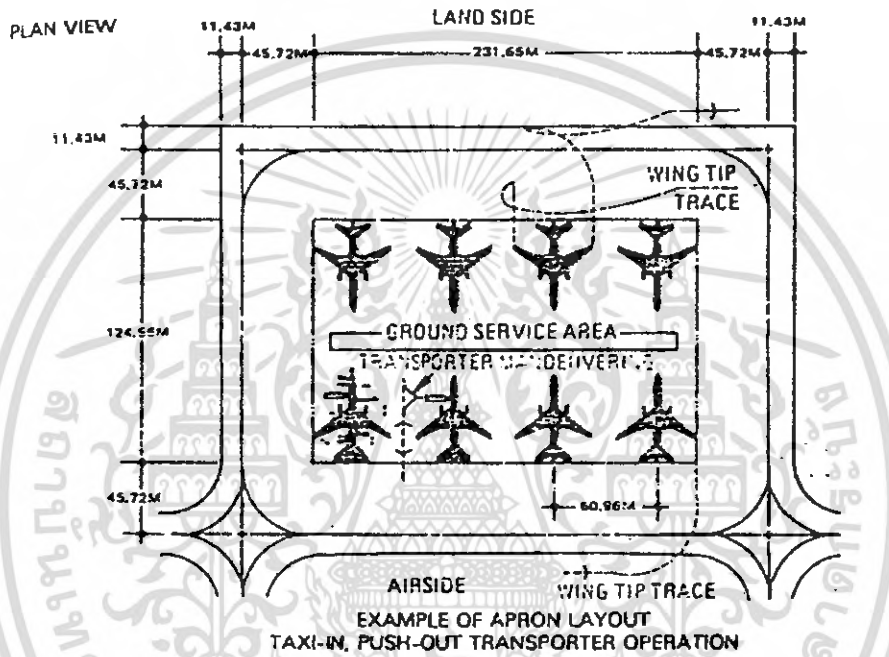 PLAN VIEW
LAND SIDE
11.43M
11.43M
45.72M
231.65M
45.72M
11.43M
45.72M
WING TIP
TRACE
GROUND SERVICE AREA
TRANSPORTER MANOEUVERING
45.72M
60.96M
AIRSIDE
WING TIP TRACE
EXAMPLE OF APRON LAYOUT
TAXI-IN, PUSH-OUT TRANSPORTER OPERATION